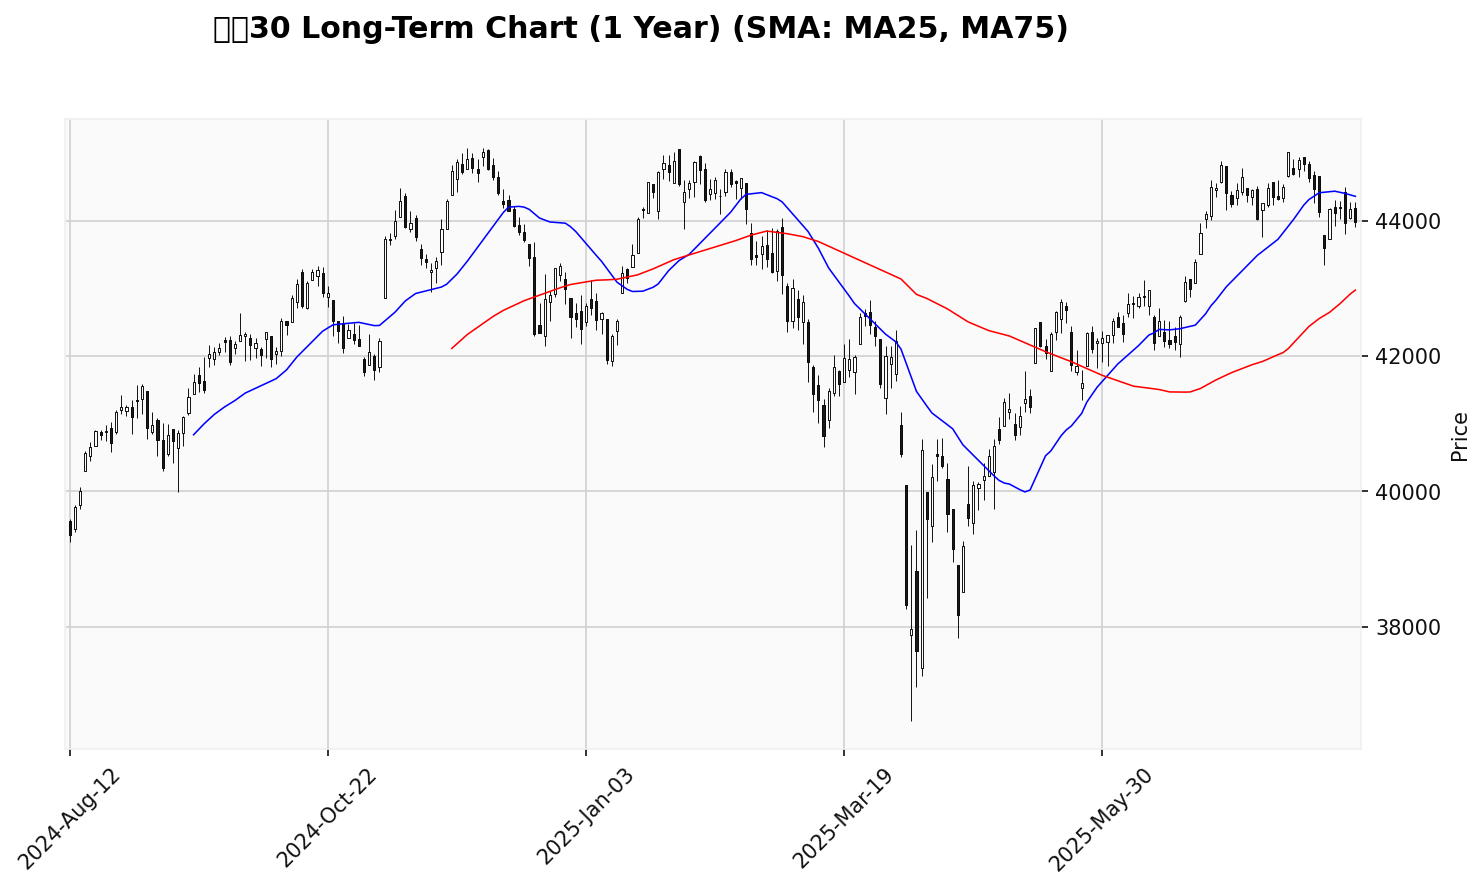 30 Long-Term Chart (1 Year) (SMA: MA25, MA75)
44000
42000
40000
38000
Price
2024-Aug-12
2024-Oct-22
2025-Jan-03
2025-Mar-19
2025-May-30